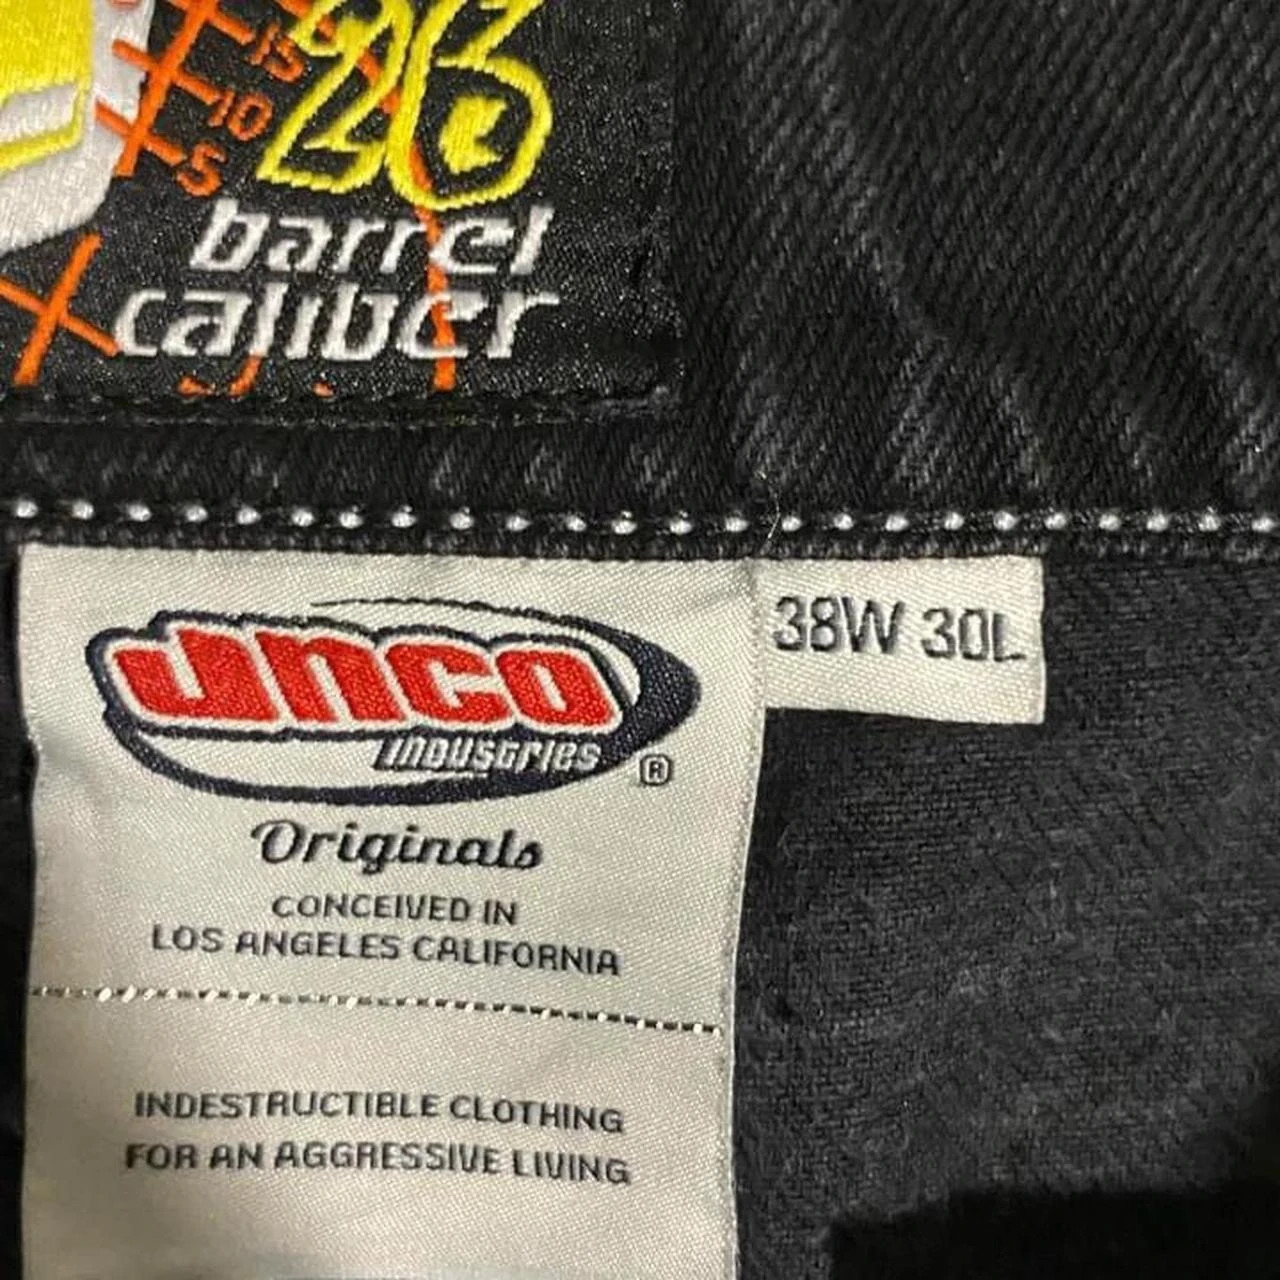 15
10
5
26
barrel
caliber
JNCO
INDUSTRIES
®
38W 30L
Originals
CONCEIVED IN
LOS ANGELES CALIFORNIA
INDESTRUCTIBLE CLOTHING
FOR AN AGGRESSIVE LIVING